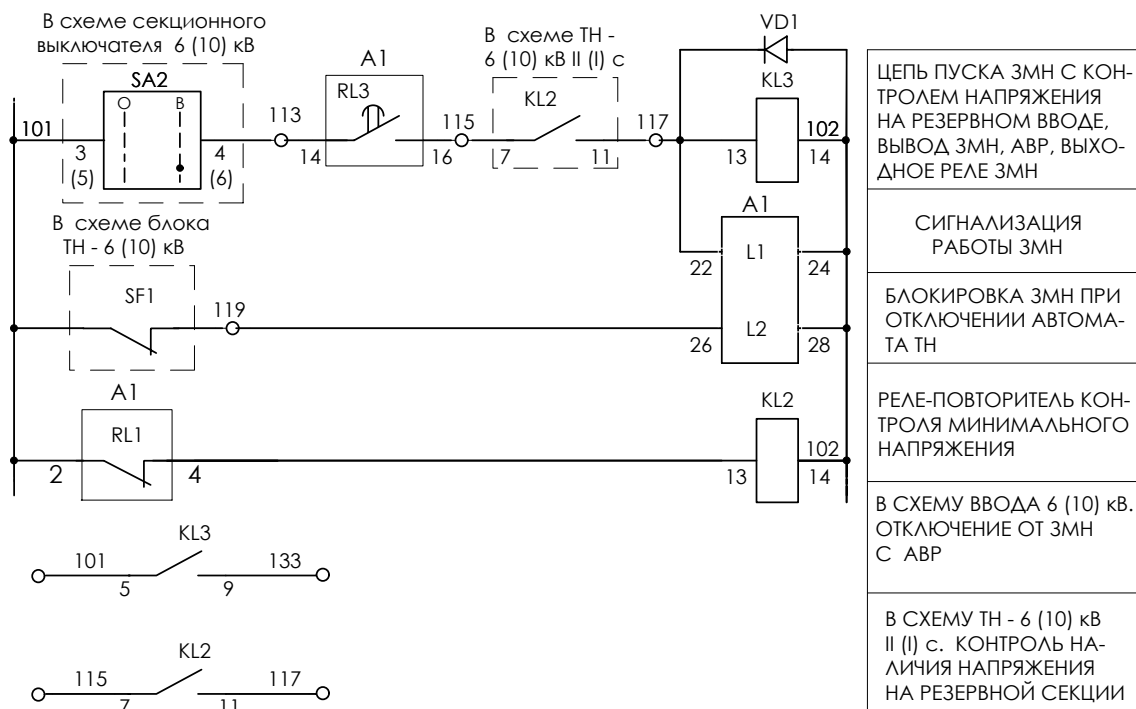 В схеме секционного
выключателя 6 (10) кВ
SA2
О В
101
3
(5)
4
(6)
113
A1
RL3
14
16
115
В схеме ТН -
6 (10) кВ II (I) с
KL2
7
11
117
VD1
KL3
13
102
14
ЦЕПЬ ПУСКА ЗМН С КОН-
ТРОЛЕМ НАПРЯЖЕНИЯ
НА РЕЗЕРВНОМ ВВОДЕ,
ВЫВОД ЗМН, АВР, ВЫХО-
ДНОЕ РЕЛЕ ЗМН
A1
22
L1
24
СИГНАЛИЗАЦИЯ
РАБОТЫ ЗМН
В схеме блока
ТН - 6 (10) кВ
SF1
119
26
L2
28
БЛОКИРОВКА ЗМН ПРИ
ОТКЛЮЧЕНИИ АВТОМА-
ТА ТН
A1
RL1
2
4
KL2
13
102
14
РЕЛЕ-ПОВТОРИТЕЛЬ КОН-
ТРОЛЯ МИНИМАЛЬНОГО
НАПРЯЖЕНИЯ
KL3
101
5
133
9
В СХЕМУ ВВОДА 6 (10) кВ.
ОТКЛЮЧЕНИЕ ОТ ЗМН
С АВР
KL2
115
7
117
11
В СХЕМУ ТН - 6 (10) кВ
II (I) с. КОНТРОЛЬ НА-
ЛИЧИЯ НАПРЯЖЕНИЯ
НА РЕЗЕРВНОЙ СЕКЦИИ